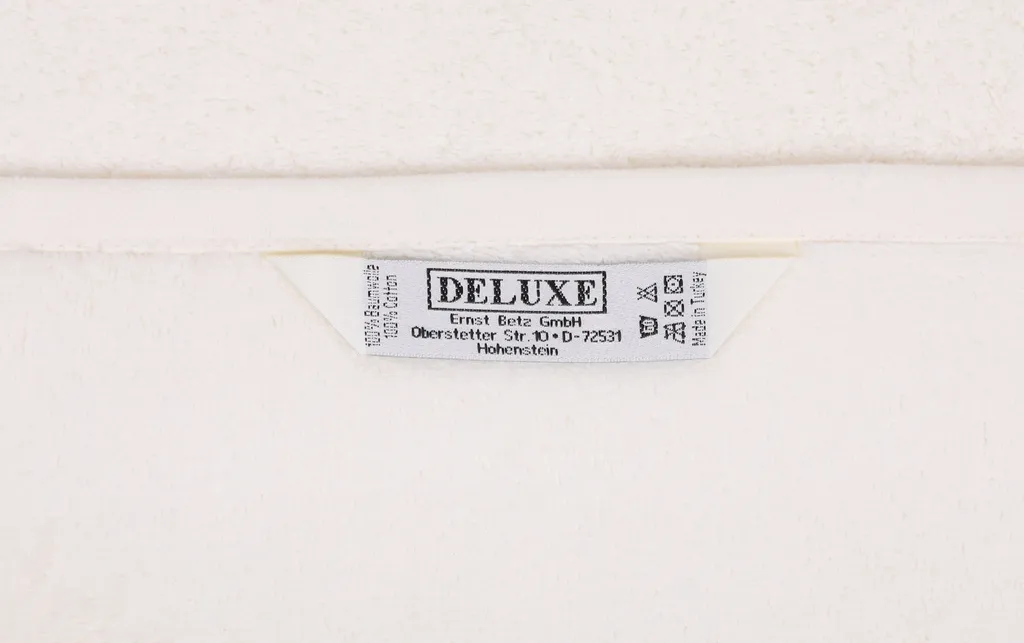 100% Baumwolle
100% Cotton
DELUXE
Ernst Betz GmbH
Oberstetter Str. 10 • D-72531
Hohenstein
Made in Turkey